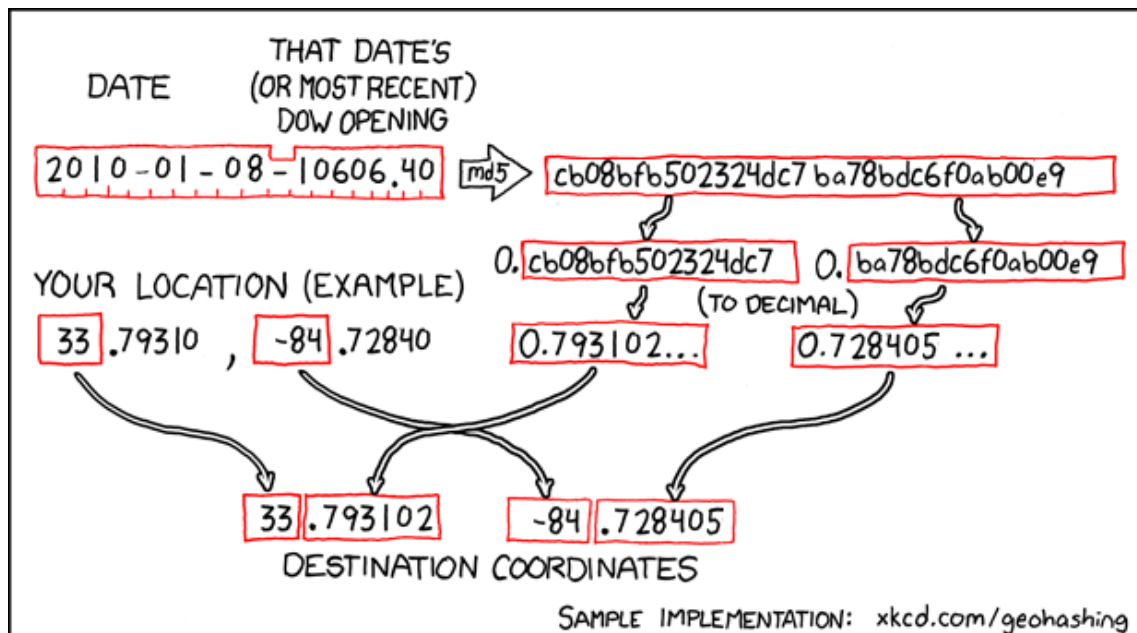 DATE
THAT DATE'S
(OR MOST RECENT)
DOW OPENING
2010-01-08-10606.40
md5
cb08bfb502324dc7ba78bdc6f0ab00e9
0.cb08bfb502324dc7
0.ba78bdc6f0ab00e9
(TO DECIMAL)
YOUR LOCATION (EXAMPLE)
33.79310, -84.72840
0.793102...
0.728405...
33.793102
-84.728405
DESTINATION COORDINATES
SAMPLE IMPLEMENTATION: xkcd.com/geohashing